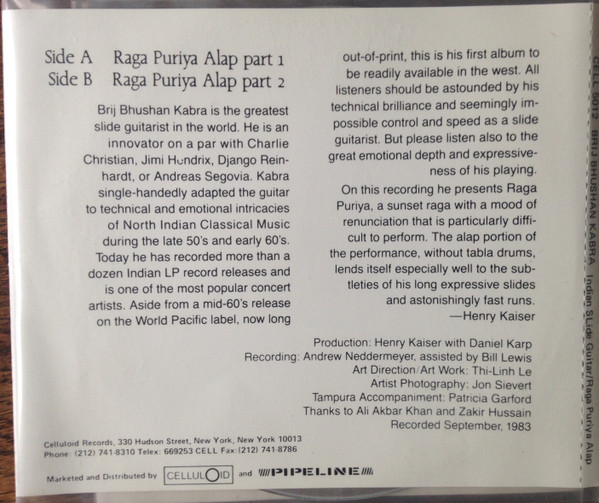 Side A Raga Puriya Alap part 1
Side B Raga Puriya Alap part 2
Brij Bhushan Kabra is the greatest
slide guitarist in the world. He is an
innovator on a par with Charlie
Christian, Jimi Hundrix, Django Rein-
hardt, or Andreas Segovia. Kabra
single-handedly adapted the guitar
to technical and emotional intricacies
of North Indian Classical Music
during the late 50's and early 60's.
Today he has recorded more than a
dozen Indian LP record releases and
is one of the most popular concert
artists. Aside from a mid-60's release
on the World Pacific label, now long
out-of-print, this is his first album to
be readily available in the west. All
listeners should be astounded by his
technical brilliance and seemingly im-
possible control and speed as a slide
guitarist. But please listen also to the
great emotional depth and expressive-
ness of his playing.
On this recording he presents Raga
Puriya, a sunset raga with a mood of
renunciation that is particularly diffi-
cult to perform. The alap portion of
the performance, without tabla drums,
lends itself especially well to the sub-
tleties of his long expressive slides
and astonishingly fast runs.
—Henry Kaiser
Production: Henry Kaiser with Daniel Karp
Recording: Andrew Neddermeyer, assisted by Bill Lewis
Art Direction/Art Work: Thi-Linh Le
Artist Photography: Jon Sievert
Tampura Accompaniment: Patricia Garford
Thanks to Ali Akbar Khan and Zakir Hussain
Recorded September, 1983
Celluloid Records, 330 Hudson Street, New York, New York 10013
Phone: (212) 741-8310 Telex: 669253 CELL Fax:(212) 741-8786
Marketed and Distributed by CELLULOID and PIPELINE
CELL 5012 BRIJ BHUSHAN KABRA Indian SLide Guitar/Raga Puriya Alap